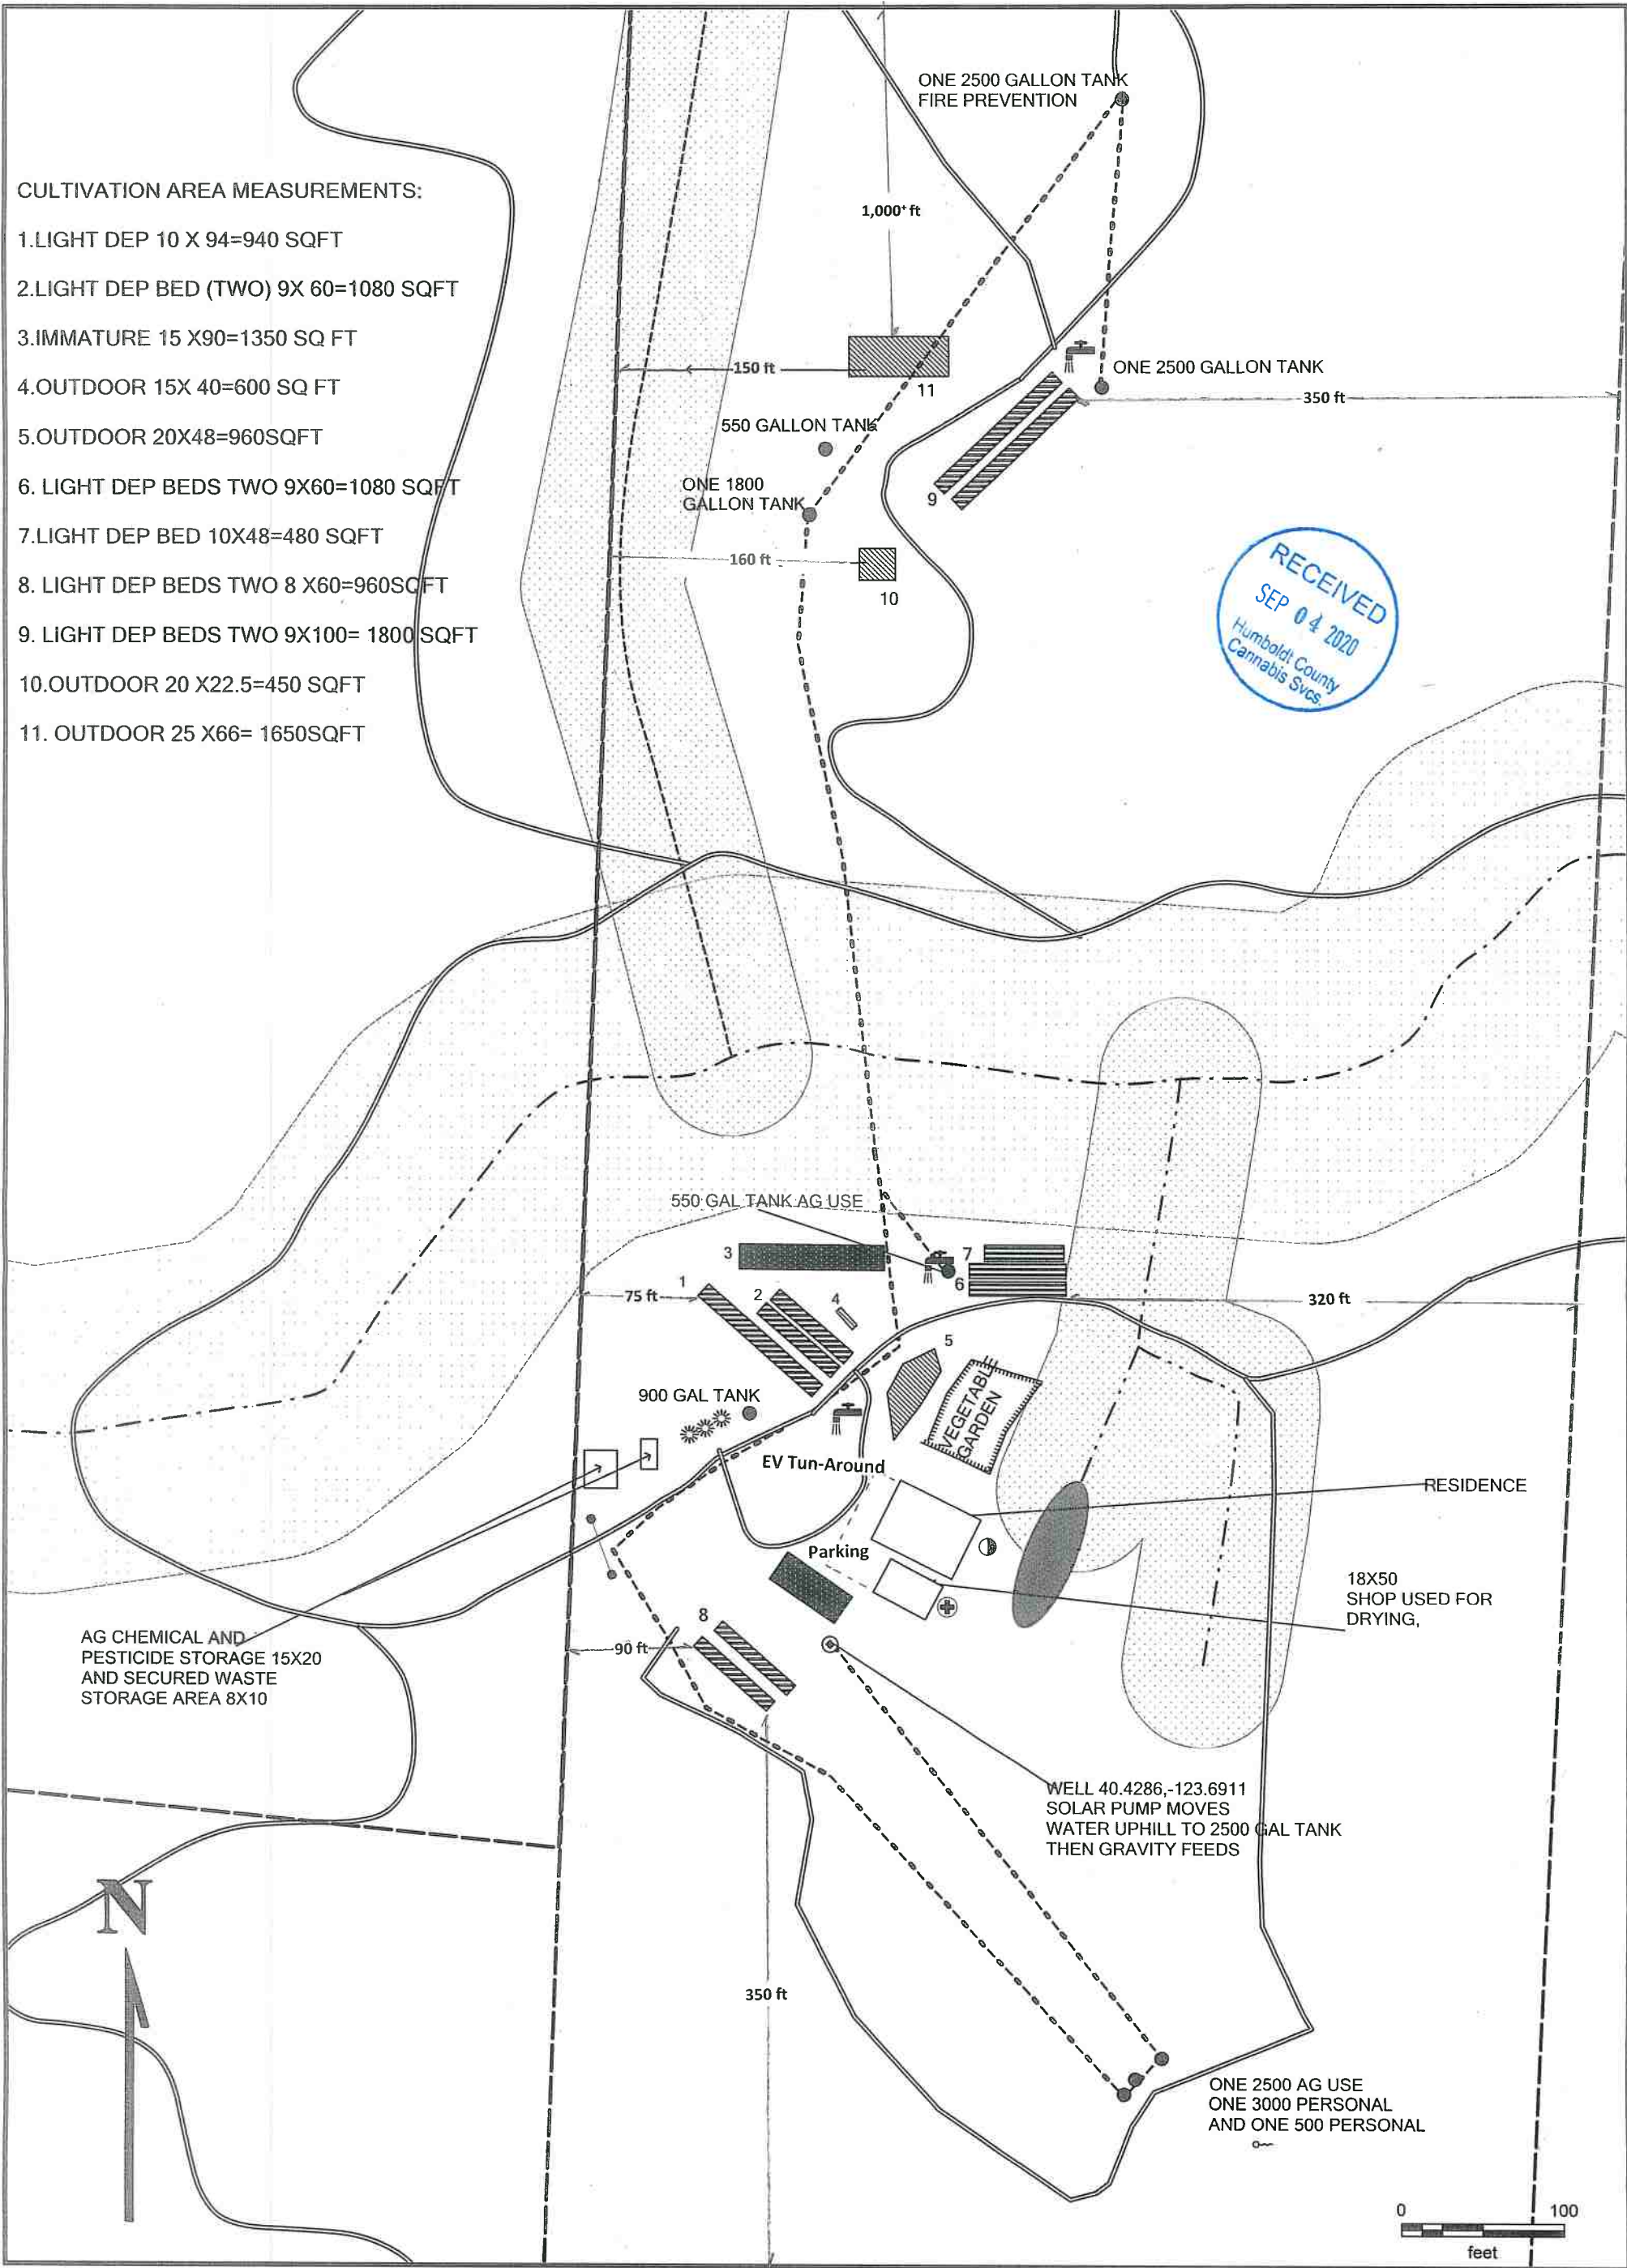 ONE 2500 GALLON TANK
FIRE PREVENTION
CULTIVATION AREA MEASUREMENTS:
1.LIGHT DEP 10 X 94=940 SQFT
2.LIGHT DEP BED (TWO) 9X 60=1080 SQFT
3.IMMATURE 15 X90=1350 SQ FT
4.OUTDOOR 15X 40=600 SQ FT
5.OUTDOOR 20X48=960SQFT
6. LIGHT DEP BEDS TWO 9X60=1080 SQFT
7.LIGHT DEP BED 10X48=480 SQFT
8. LIGHT DEP BEDS TWO 8 X60=960SQFT
9. LIGHT DEP BEDS TWO 9X100= 1800 SQFT
10.OUTDOOR 20 X22.5=450 SQFT
11. OUTDOOR 25 X66= 1650SQFT
1,000+ ft
150 ft
11
ONE 2500 GALLON TANK
350 ft
550 GALLON TANK
ONE 1800
GALLON TANK
9
160 ft
10
RECEIVED
SEP 04 2020
Humboldt County
Cannabis Svcs.
550 GAL TANK AG USE
3
7
6
1
2
4
75 ft
320 ft
5
VEGETABLE
GARDEN
900 GAL TANK
EV Tun-Around
RESIDENCE
Parking
18X50
SHOP USED FOR
DRYING,
8
90 ft
AG CHEMICAL AND
PESTICIDE STORAGE 15X20
AND SECURED WASTE
STORAGE AREA 8X10
WELL 40.4286,-123.6911
SOLAR PUMP MOVES
WATER UPHILL TO 2500 GAL TANK
THEN GRAVITY FEEDS
N
350 ft
ONE 2500 AG USE
ONE 3000 PERSONAL
AND ONE 500 PERSONAL
0 100
feet